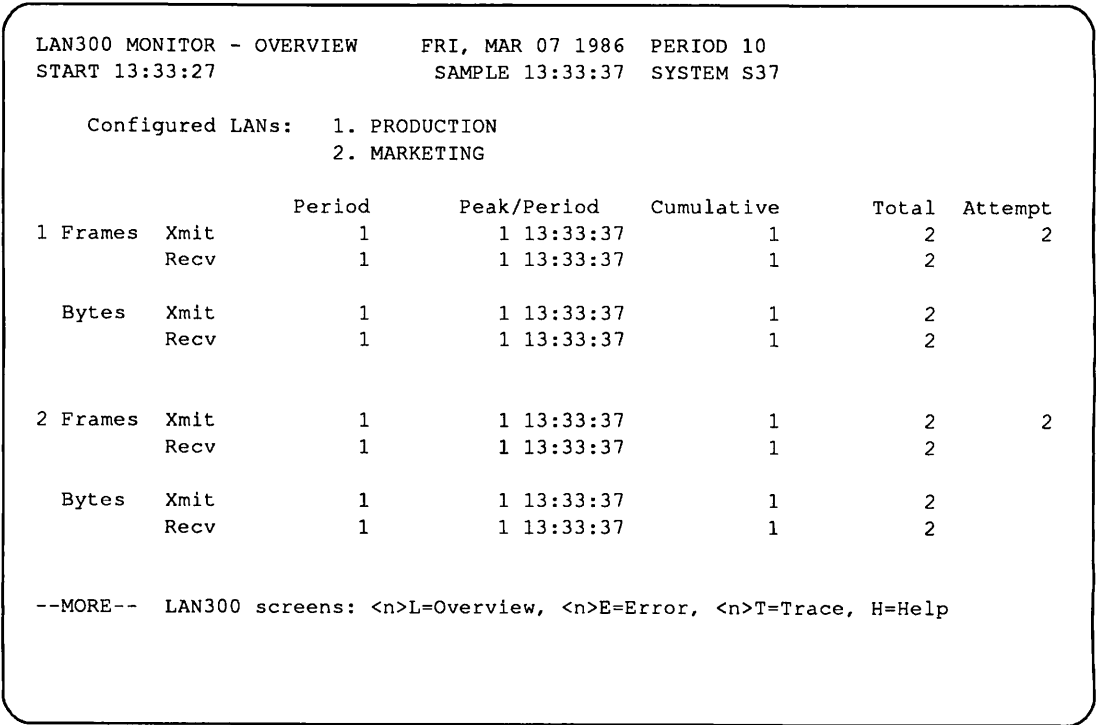 LAN300 MONITOR - OVERVIEW FRI, MAR 07 1986 PERIOD 10
START 13:33:27 SAMPLE 13:33:37 SYSTEM S37
Configured LANs: 1. PRODUCTION
2. MARKETING
Period Peak/Period Cumulative Total Attempt
1 Frames Xmit 1 1 13:33:37 1 2 2
Recv 1 1 13:33:37 1 2
Bytes Xmit 1 1 13:33:37 1 2
Recv 1 1 13:33:37 1 2
2 Frames Xmit 1 1 13:33:37 1 2 2
Recv 1 1 13:33:37 1 2
Bytes Xmit 1 1 13:33:37 1 2
Recv 1 1 13:33:37 1 2
--MORE-- LAN300 screens: <n>L=Overview, <n>E=Error, <n>T=Trace, H=Help